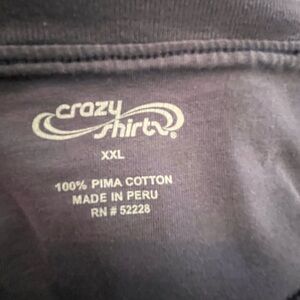 crazy
shirts®
XXL
100% PIMA COTTON
MADE IN PERU
RN # 52228